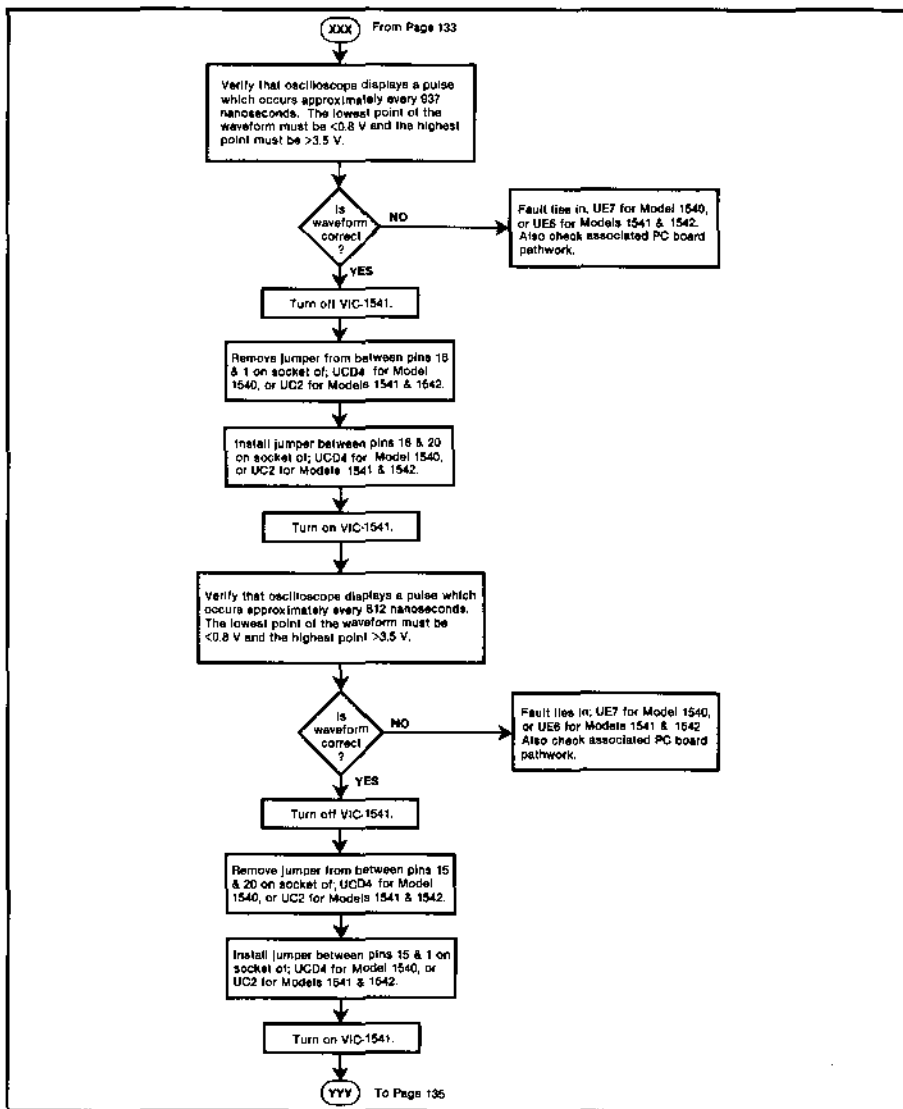 XXX From Page 133
Verify that oscilloscope displays a pulse
which occurs approximately every 937
nanoseconds. The lowest point of the
waveform must be <0.8 V and the highest
point must be >3.5 V.
Is
waveform
correct
?
NO
Fault lies in, UE7 for Model 1540,
or UE6 for Models 1541 & 1542.
Also check associated PC board
pathwork.
YES
Turn off VIC-1541.
Remove jumper from between pins 16
& 1 on socket of; UCD4 for Model
1540, or UC2 for Models 1541 & 1542.
Install jumper between pins 16 & 20
on socket of; UCD4 for Model 1540,
or UC2 for Models 1541 & 1542.
Turn on VIC-1541.
Verify that oscilloscope displays a pulse which
occurs approximately every 812 nanoseconds.
The lowest point of the waveform must be
<0.8 V and the highest point >3.5 V.
Is
waveform
correct
?
NO
Fault lies in; UE7 for Model 1540,
or UE6 for Models 1541 & 1542
Also check associated PC board
pathwork.
YES
Turn off VIC-1541.
Remove jumper from between pins 15
& 20 on socket of; UCD4 for Model
1540, or UC2 for Models 1541 & 1542.
Install jumper between pins 15 & 1 on
socket of; UCD4 for Model 1540, or
UC2 for Models 1541 & 1542.
Turn on VIC-1541.
YYY To Page 135